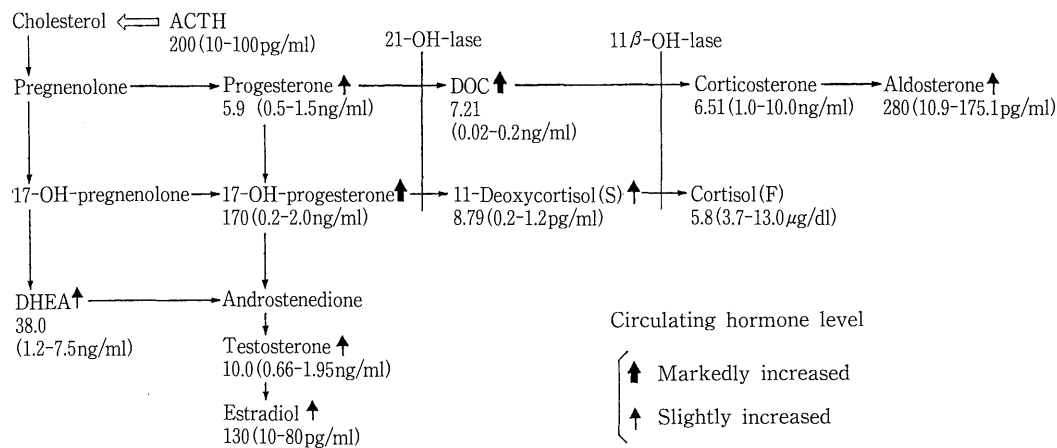 Cholesterol ACTH
200(10-100pg/ml)
21-OH-lase
11β-OH-lase
Pregnenolone
Progesterone
5.9 (0.5-1.5ng/ml)
DOC
7.21
(0.02-0.2ng/ml)
Corticosterone
6.51(1.0-10.0ng/ml)
Aldosterone
280(10.9-175.1pg/ml)
17-OH-pregnenolone
17-OH-progesterone
170(0.2-2.0ng/ml)
11-Deoxycortisol(S)
8.79(0.2-1.2pg/ml)
Cortisol(F)
5.8(3.7-13.0μg/dl)
DHEA
38.0
(1.2-7.5ng/ml)
Androstenedione
Testosterone
10.0(0.66-1.95ng/ml)
Estradiol
130(10-80pg/ml)
Circulating hormone level
Markedly increased
Slightly increased